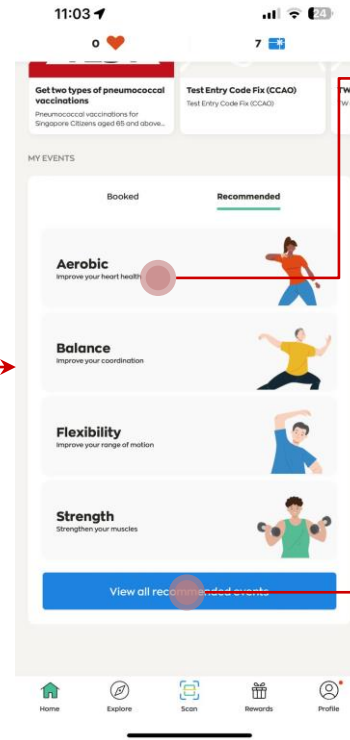 11:03
24
0
7
Get two types of pneumococcal
vaccinations
Pneumococcal vaccinations for
Singapore Citizens aged 65 and above...
Test Entry Code Fix (CCAO)
Test Entry Code Fix (CCAO)
TW
TW
MY EVENTS
Booked
Recommended
Aerobic
Improve your heart health
Balance
Improve your coordination
Flexibility
Improve your range of motion
Strength
Strengthen your muscles
View all recommended events
Home
Explore
Scan
Rewards
Profile